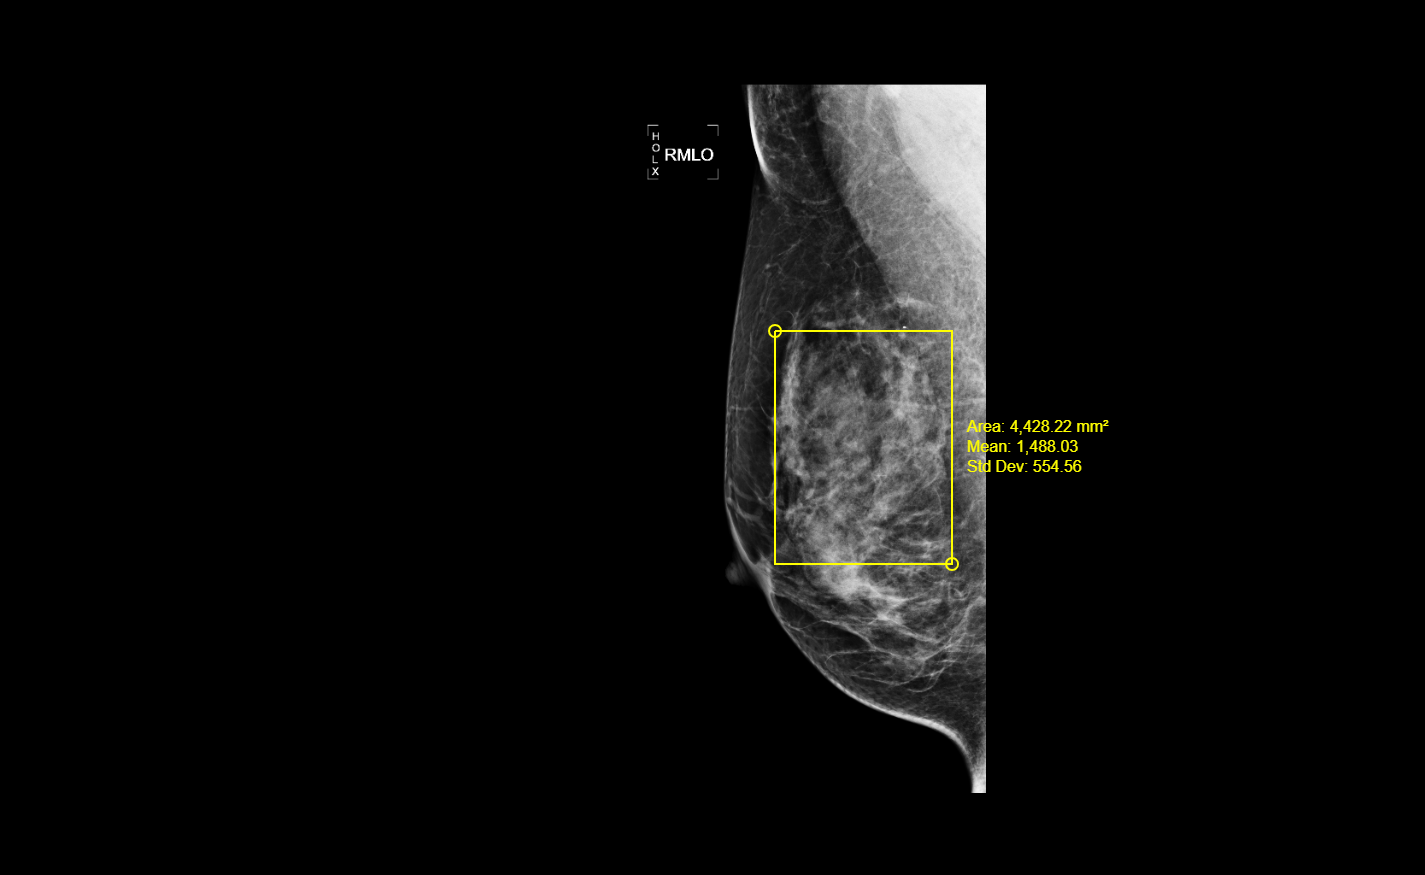 H
O
L
X
RMLO
Area: 4,428.22 mm²
Mean: 1,488.03
Std Dev: 554.56